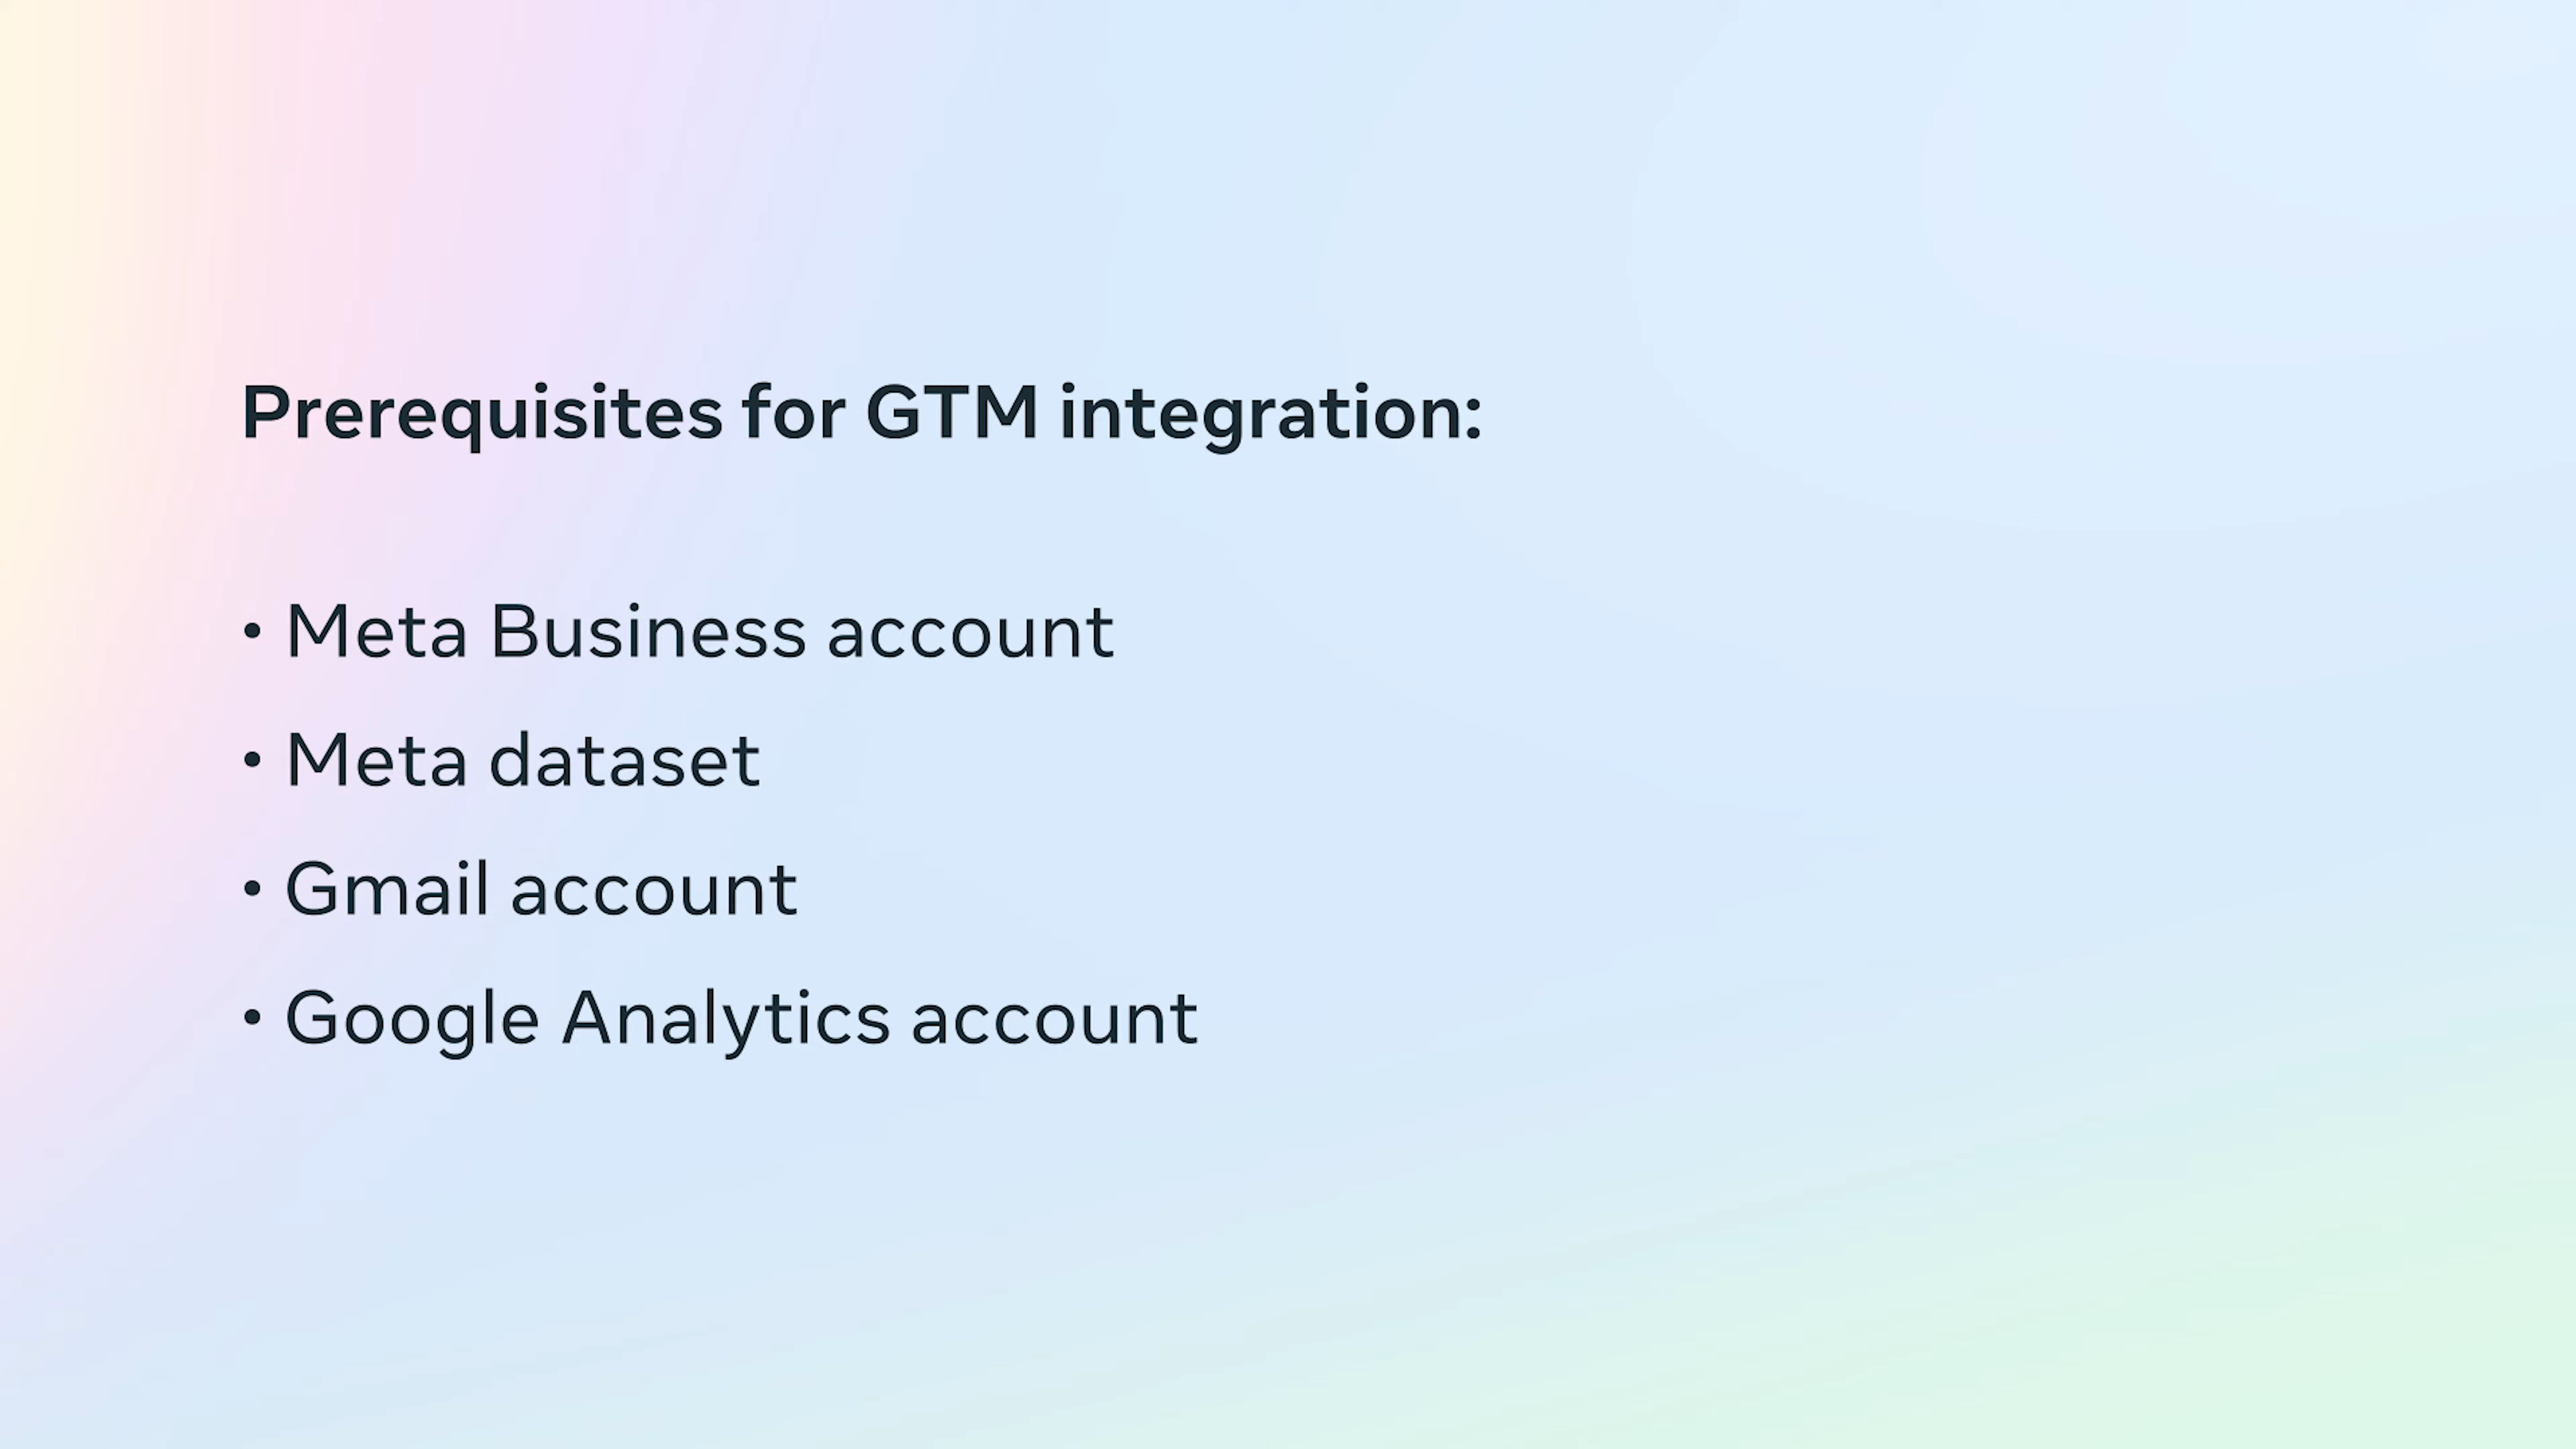 Prerequisites for GTM integration:
• Meta Business account
• Meta dataset
• Gmail account
• Google Analytics account